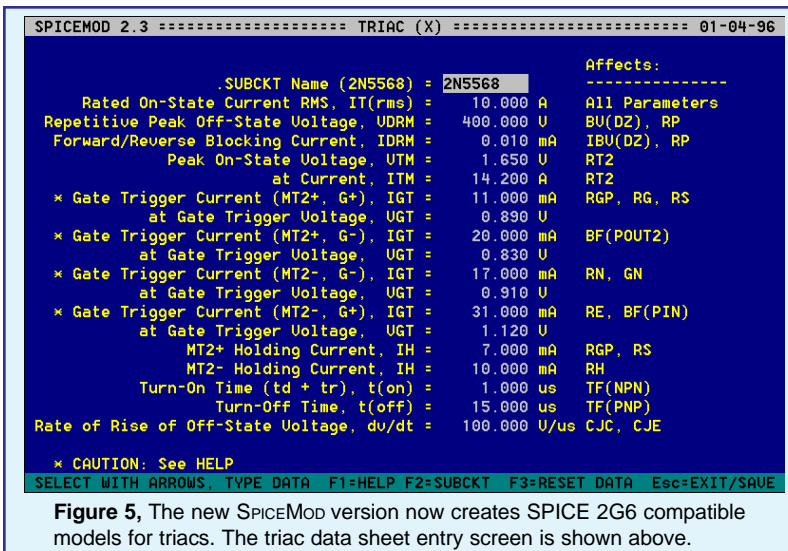 SPICEMOD 2.3 ==================== TRIAC (X) ========================= 01-04-96
Affects:
.SUBCKT Name (2N5568) = 2N5568 ---------------
Rated On-State Current RMS, IT(rms) = 10.000 A All Parameters
Repetitive Peak Off-State Voltage, VDRM = 400.000 V BV(DZ), RP
Forward/Reverse Blocking Current, IDRM = 0.010 mA IBV(DZ), RP
Peak On-State Voltage, VTM = 1.650 V RT2
at Current, ITM = 14.200 A RT2
* Gate Trigger Current (MT2+, G+), IGT = 11.000 mA RGP, RG, RS
at Gate Trigger Voltage, VGT = 0.890 V
* Gate Trigger Current (MT2+, G-), IGT = 20.000 mA BF(POUT2)
at Gate Trigger Voltage, VGT = 0.830 V
* Gate Trigger Current (MT2-, G-), IGT = 17.000 mA RN, GN
at Gate Trigger Voltage, VGT = 0.910 V
* Gate Trigger Current (MT2-, G+), IGT = 31.000 mA RE, BF(PIN)
at Gate Trigger Voltage, VGT = 1.120 V
MT2+ Holding Current, IH = 7.000 mA RGP, RS
MT2- Holding Current, IH = 10.000 mA RH
Turn-On Time (td + tr), t(on) = 1.000 us TF(NPN)
Turn-Off Time, t(off) = 15.000 us TF(PNP)
Rate of Rise of Off-State Voltage, dv/dt = 100.000 V/us CJC, CJE
* CAUTION: See HELP
SELECT WITH ARROWS, TYPE DATA F1=HELP F2=SUBCKT F3=RESET DATA Esc=EXIT/SAVE
Figure 5, The new SPICEMOD version now creates SPICE 2G6 compatible
models for triacs. The triac data sheet entry screen is shown above.